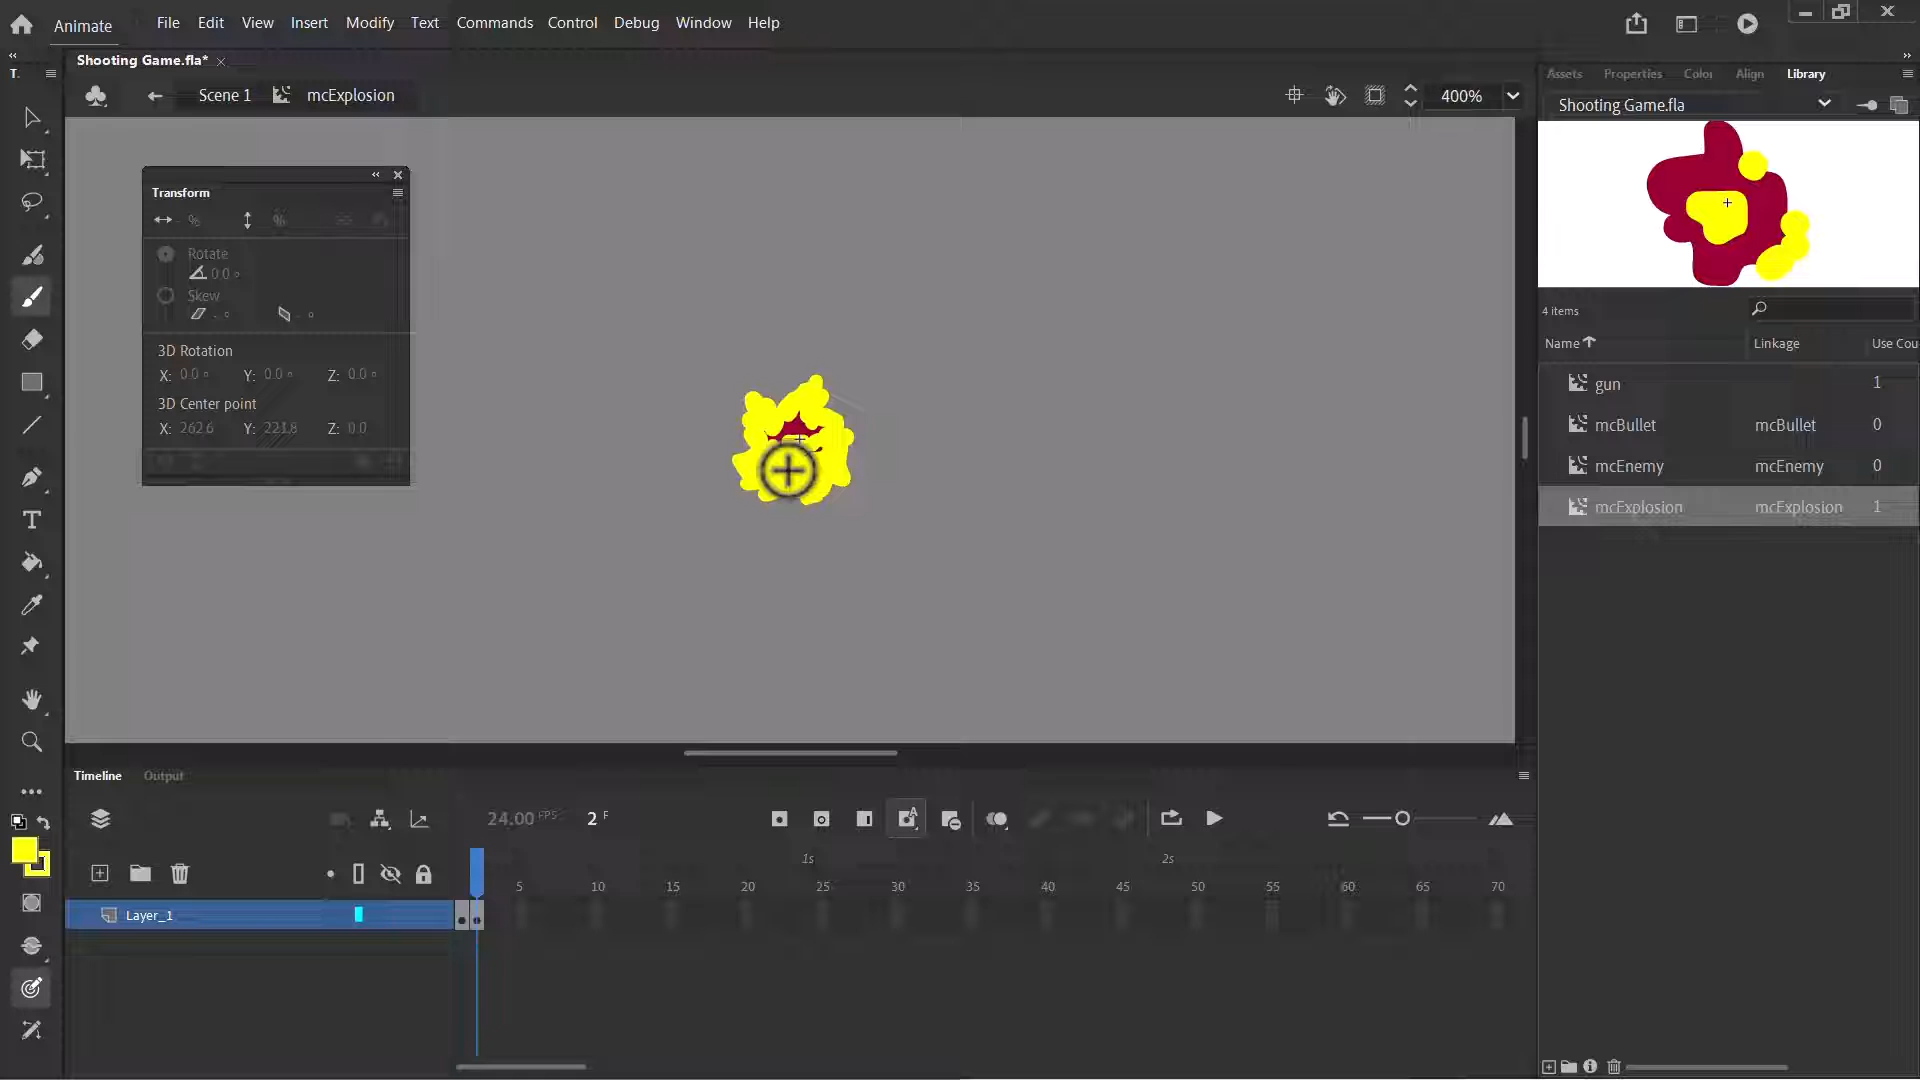 Animate File Edit View Insert Modify Text Commands Control Debug Window Help
Shooting Game.fla*
Scene 1 mcExplosion 400%
T.
Transform
% %
Rotate
0.0 °
Skew
- ° - °
3D Rotation
X: 0.0 ° Y: 0.0 ° Z: 0.0 °
3D Center point
X: 262.6 Y: 221.8 Z: 0.0
Assets Properties Color Align Library
Shooting Game.fla
4 items
Name Linkage Use Cou
gun 1
mcBullet mcBullet 0
mcEnemy mcEnemy 0
mcExplosion mcExplosion 1
Timeline Output
24.00 FPS 2 F
1s 2s
5 10 15 20 25 30 35 40 45 50 55 60 65 70
Layer_1